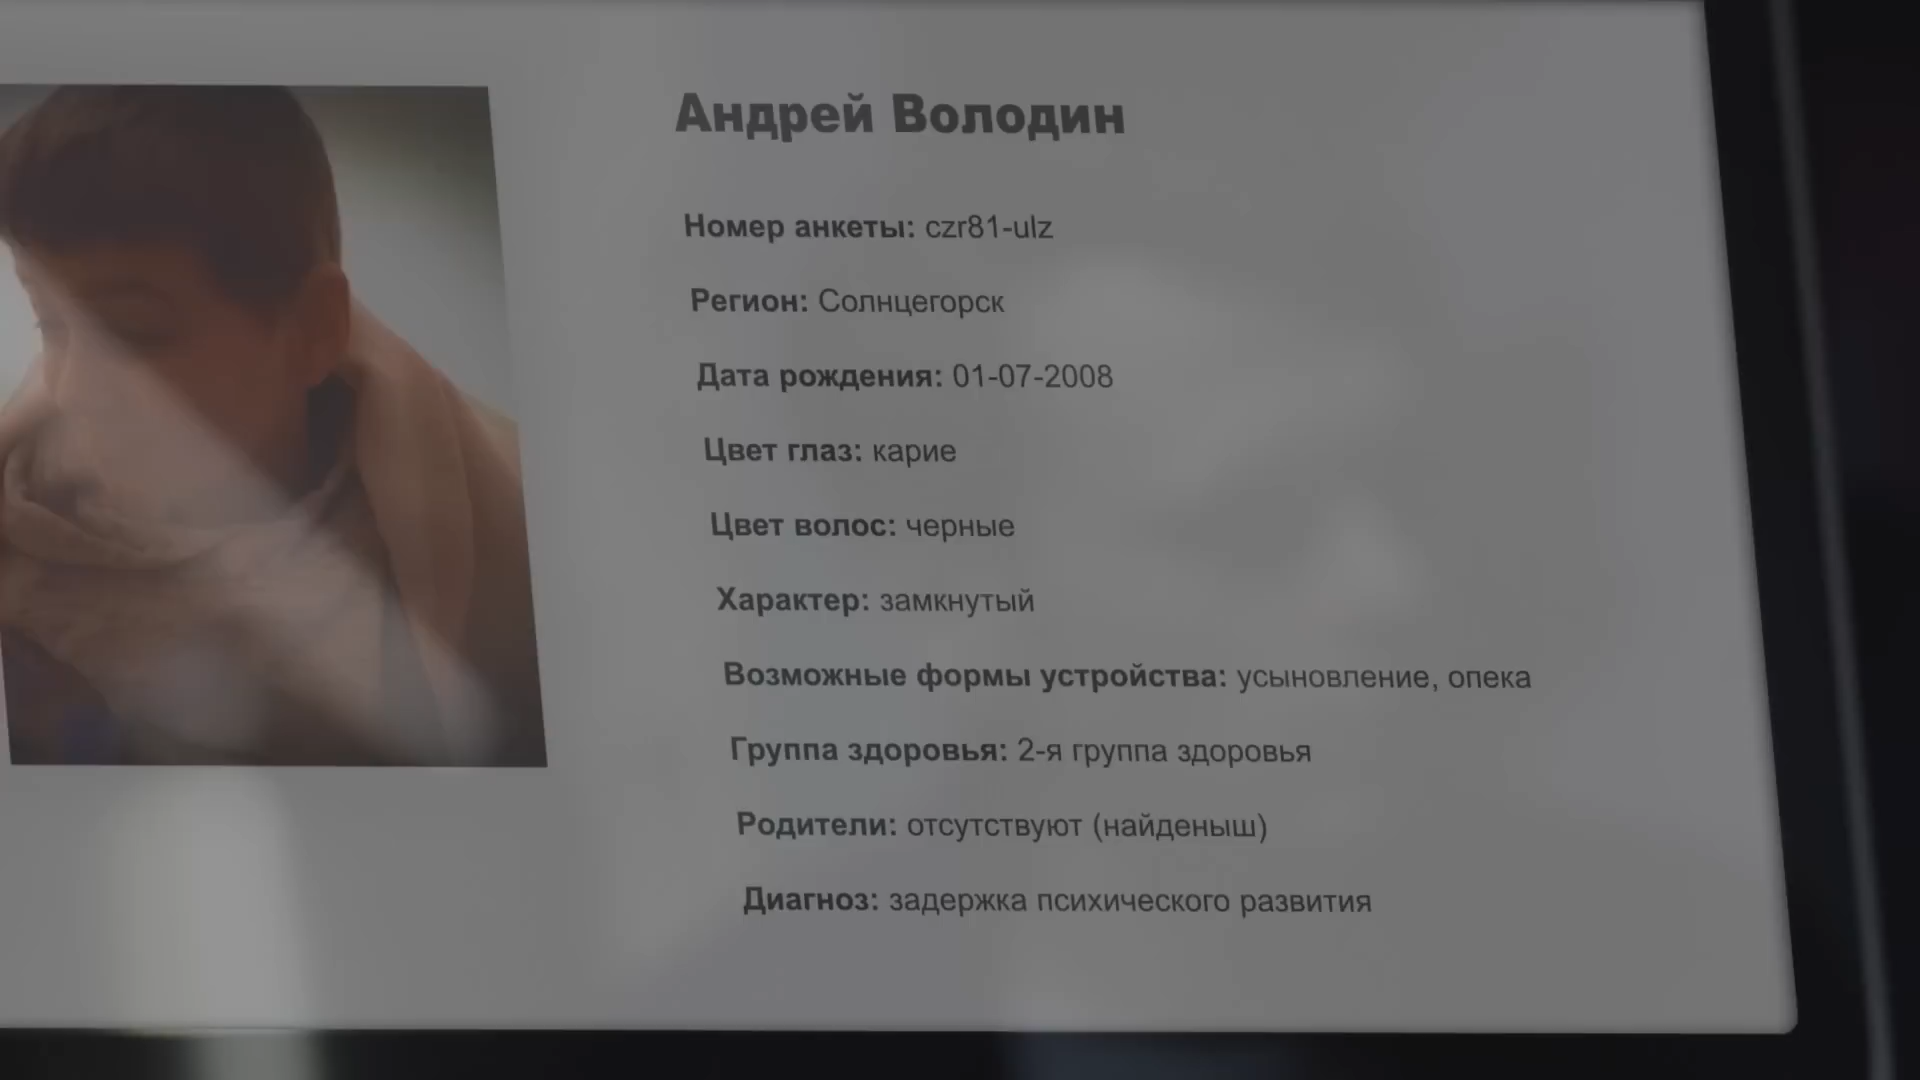 Андрей Володин
Номер анкеты: czr81-ulz
Регион: Солнцегорск
Дата рождения: 01-07-2008
Цвет глаз: карие
Цвет волос: черные
Характер: замкнутый
Возможные формы устройства: усыновление, опека
Группа здоровья: 2-я группа здоровья
Родители: отсутствуют (найденыш)
Диагноз: задержка психического развития